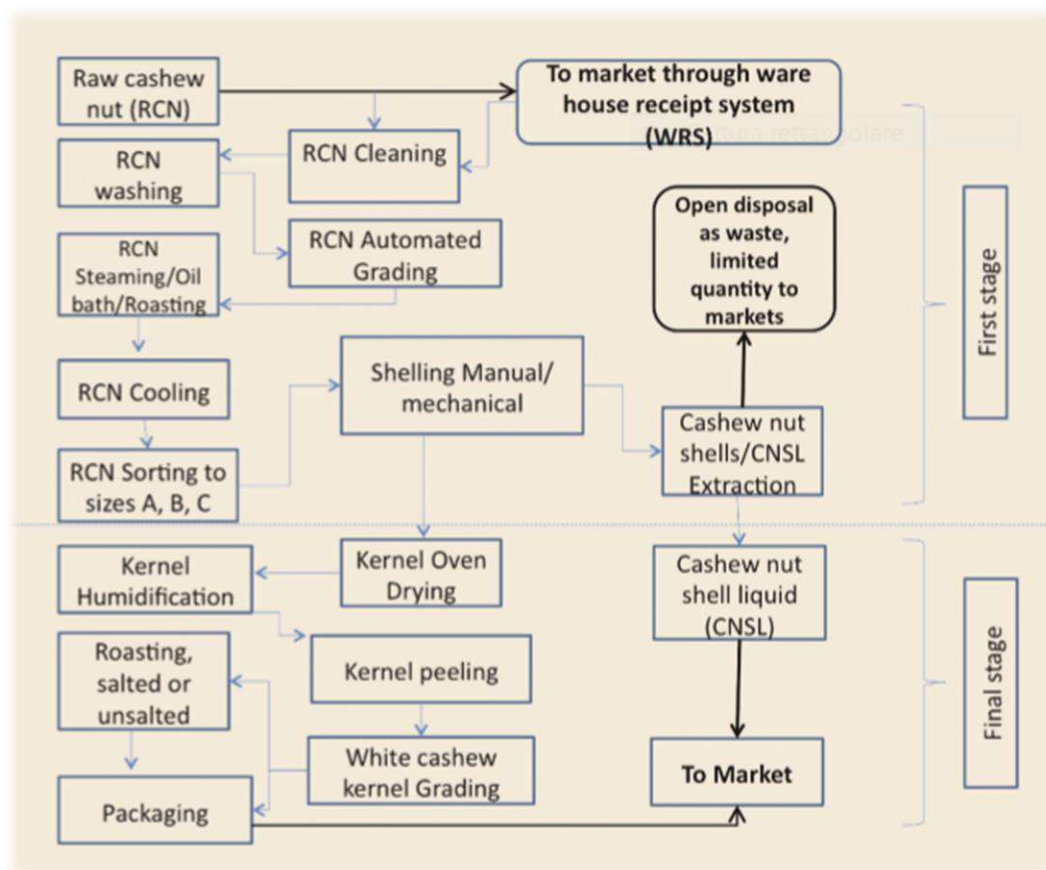 Raw cashew
nut (RCN)
To market through ware
house receipt system
(WRS)
RCN Cleaning
RCN
washing
RCN Automated
Grading
RCN
Steaming/Oil
bath/Roasting
Open disposal
as waste,
limited
quantity to
markets
First stage
RCN Cooling
Shelling Manual/
mechanical
Cashew nut
shells/CNSL
Extraction
RCN Sorting to
sizes A, B, C
Kernel
Humidification
Kernel Oven
Drying
Cashew nut
shell liquid
(CNSL)
Roasting,
salted or
unsalted
Kernel peeling
Final stage
White cashew
kernel Grading
To Market
Packaging